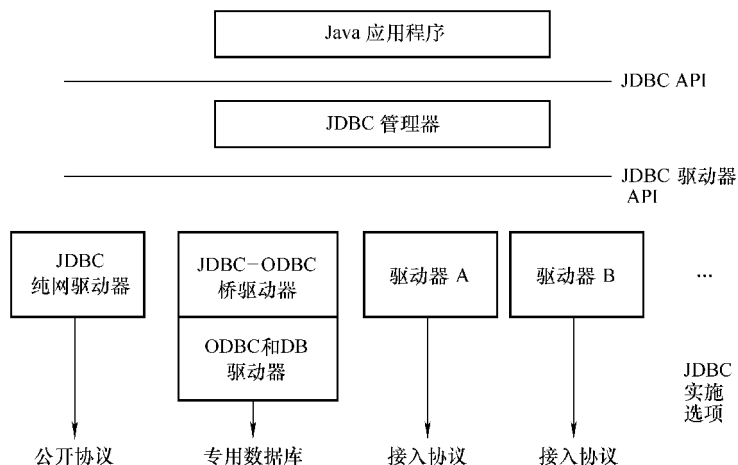 Java 应用程序
JDBC API
JDBC 管理器
JDBC 驱动器
API
JDBC
纯网驱动器
JDBC-ODBC
桥驱动器
驱动器 A
驱动器 B
...
ODBC和DB
驱动器
JDBC
实施
选项
公开协议
专用数据库
接入协议
接入协议